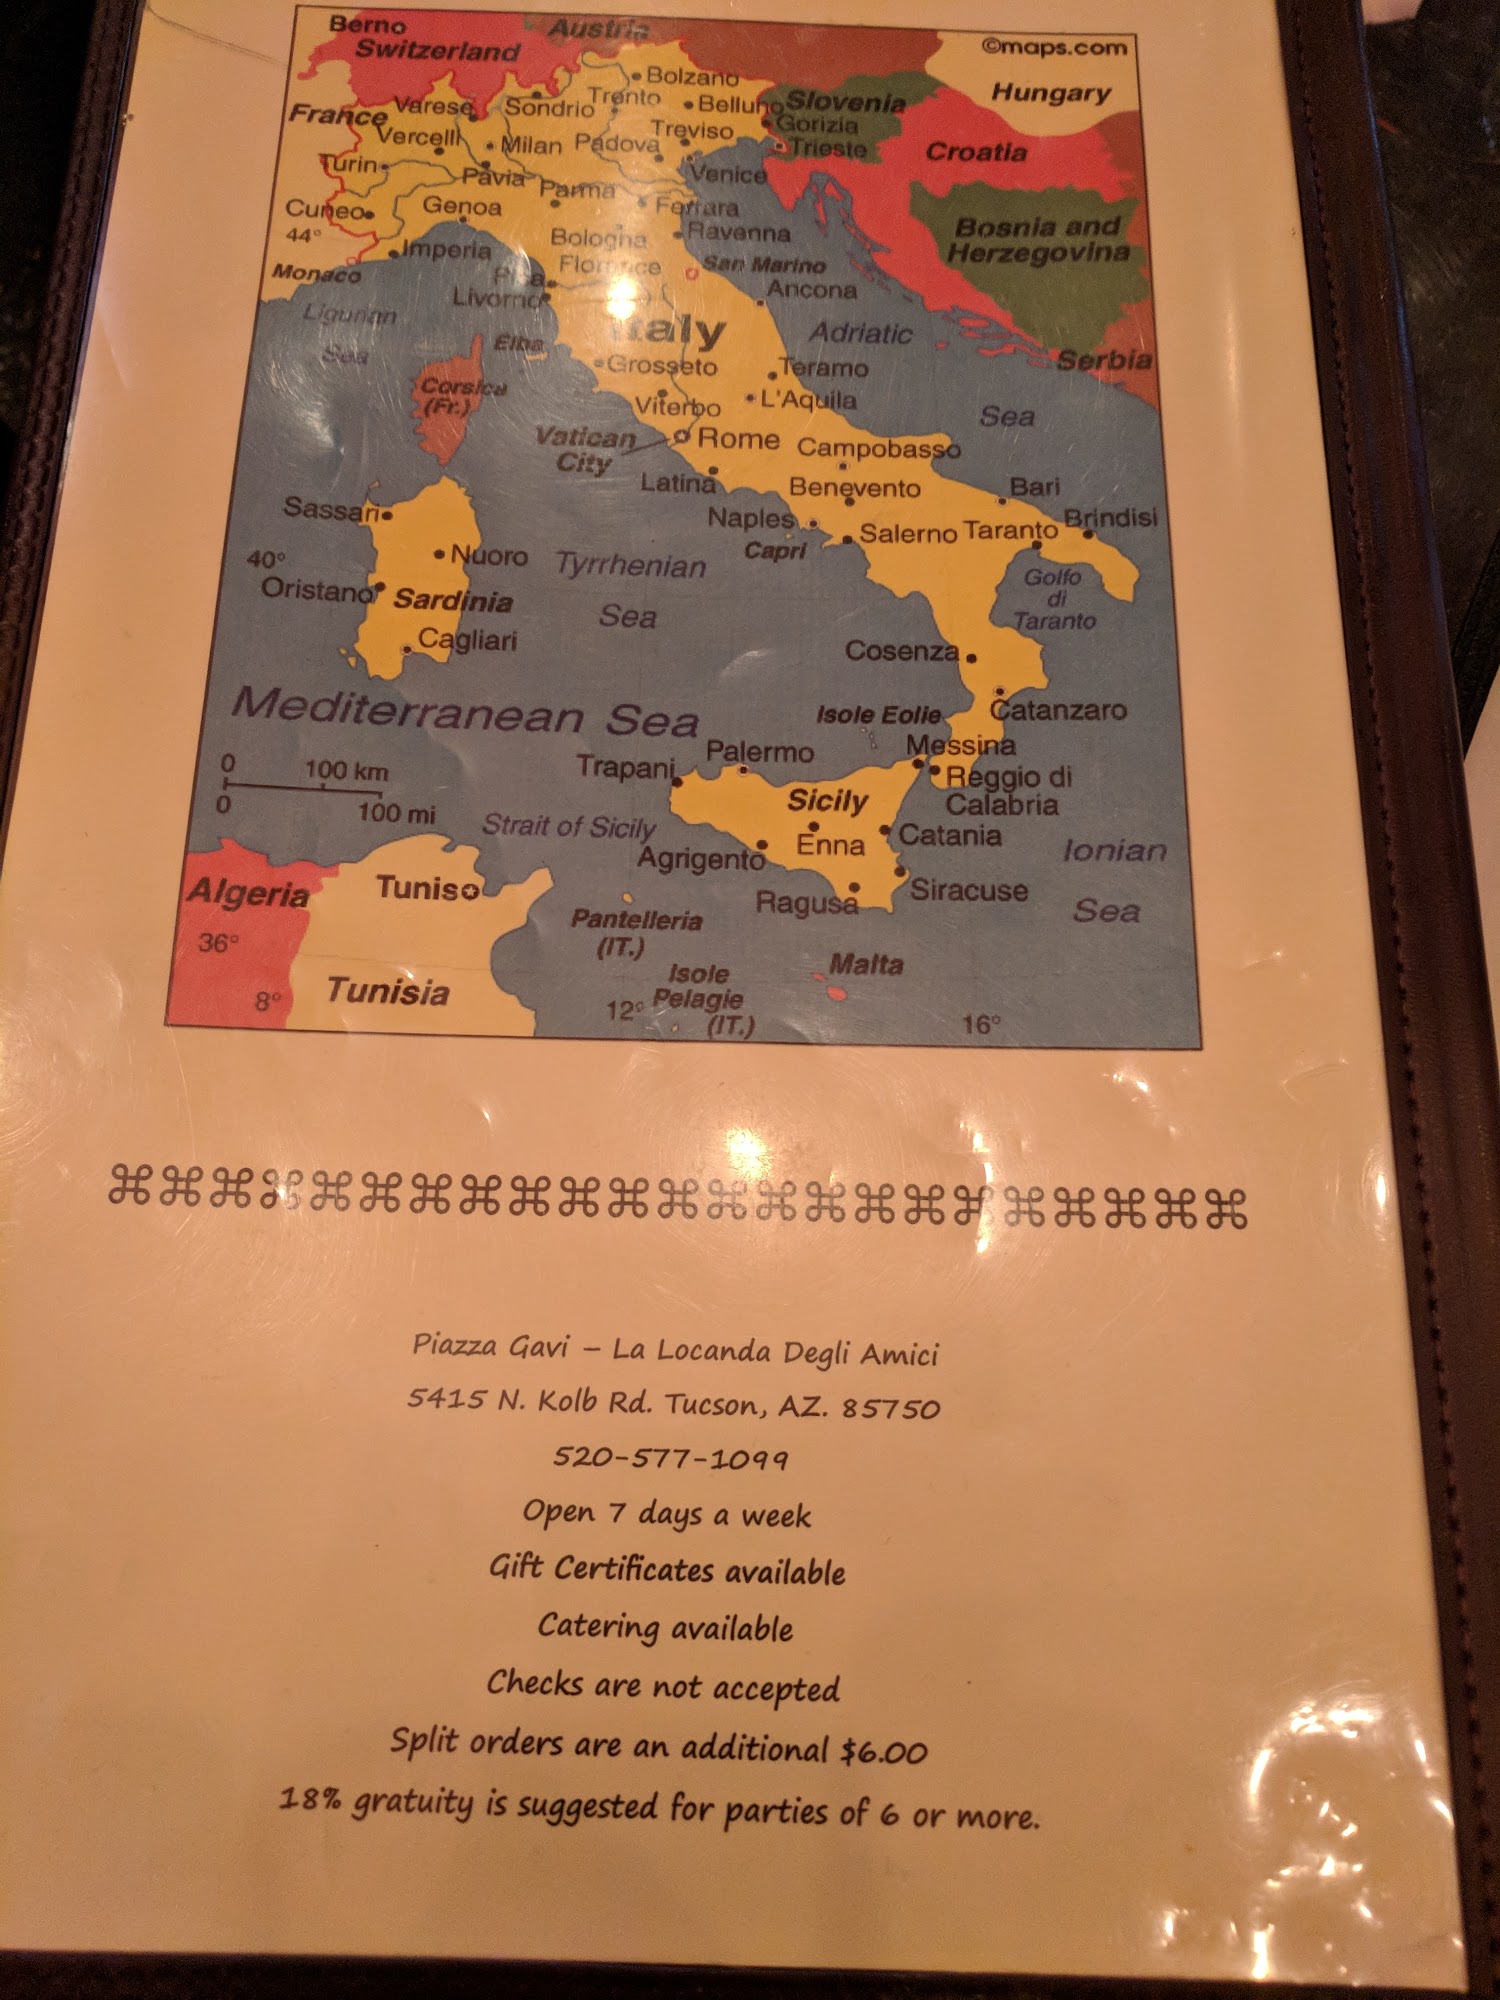 Berno
Austria
©maps.com
Switzerland
Bolzano
Hungary
Trento
Varese
Sondrio
Belluno
Slovenia
France
Treviso
Gorizia
Vercelli
Milan
Padova
Trieste
Croatia
Turin
Pavia
Venice
Parma
Cuneo
Genoa
Ferrara
44°
Bologna
Ravenna
Bosnia and
Herzegovina
Imperia
Monaco
Pisa
Florence
San Marino
Livorno
Ancona
Ligurian
Sea
Elba
Italy
Adriatic
Sea
Serbia
Grosseto
Teramo
Corsica
(Fr.)
Viterbo
L'Aquila
Vatican
City
Rome
Campobasso
Latina
Benevento
Bari
Sassari
Naples
Salerno
Taranto
Brindisi
Capri
40°
Nuoro
Tyrrhenian
Sea
Golfo
di
Taranto
Oristano
Sardinia
Cagliari
Cosenza
Mediterranean Sea
Isole Eolie
Catanzaro
Messina
Palermo
Trapani
Reggio di
Calabria
0 100 km
0 100 mi
Sicily
Strait of Sicily
Enna
Catania
Agrigento
Ionian
Sea
Algeria
Tunis
Ragusa
Siracuse
Pantelleria
(IT.)
36°
Malta
Isole
Pelagie
(IT.)
8°
Tunisia
12°
16°
⌘⌘⌘⌘⌘⌘⌘⌘⌘⌘⌘⌘⌘⌘⌘⌘⌘⌘⌘⌘⌘⌘⌘
Piazza Gavi – La Locanda Degli Amici
5415 N. Kolb Rd. Tucson, AZ. 85750
520-577-1099
Open 7 days a week
Gift Certificates available
Catering available
Checks are not accepted
Split orders are an additional $6.00
18% gratuity is suggested for parties of 6 or more.